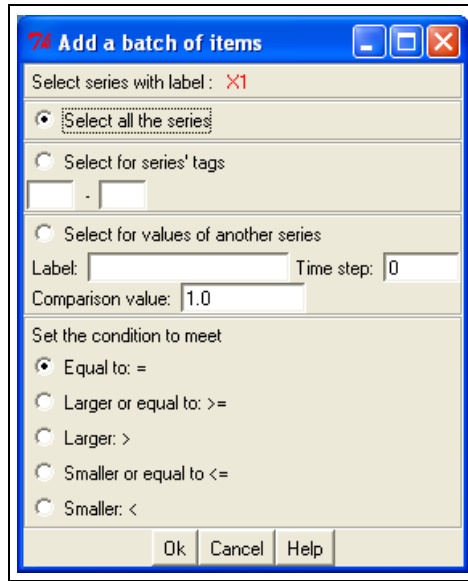 Add a batch of items
Select series with label : X1
Select all the series
Select for series' tags
-
Select for values of another series
Label: Time step: 0
Comparison value: 1.0
Set the condition to meet
Equal to: =
Larger or equal to: >=
Larger: >
Smaller or equal to <=
Smaller: <
Ok Cancel Help